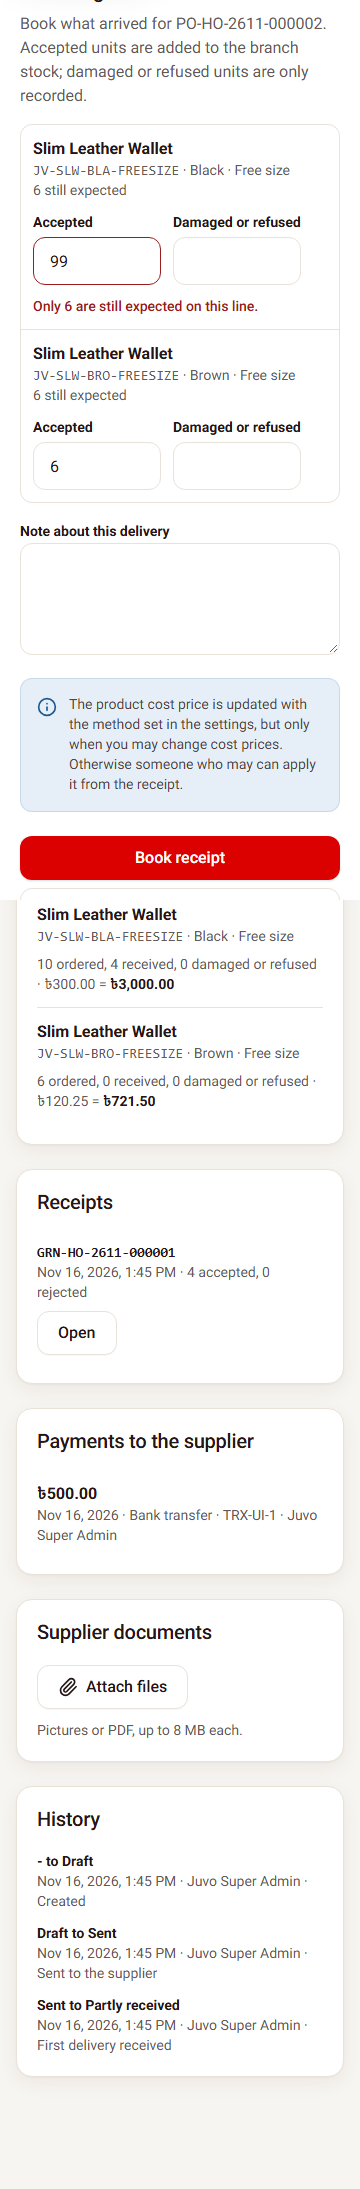 Book what arrived for PO-HO-2611-000002.
Accepted units are added to the branch
stock; damaged or refused units are only
recorded.
Slim Leather Wallet
JV-SLW-BLA-FREESIZE · Black · Free size
6 still expected
Accepted
Damaged or refused
99
Only 6 are still expected on this line.
Slim Leather Wallet
JV-SLW-BRO-FREESIZE · Brown · Free size
6 still expected
Accepted
Damaged or refused
6
Note about this delivery
The product cost price is updated with
the method set in the settings, but only
when you may change cost prices.
Otherwise someone who may can apply
it from the receipt.
Book receipt
Slim Leather Wallet
JV-SLW-BLA-FREESIZE · Black · Free size
10 ordered, 4 received, 0 damaged or refused
· ৳300.00 = ৳3,000.00
Slim Leather Wallet
JV-SLW-BRO-FREESIZE · Brown · Free size
6 ordered, 0 received, 0 damaged or refused ·
৳120.25 = ৳721.50
Receipts
GRN-HO-2611-000001
Nov 16, 2026, 1:45 PM · 4 accepted, 0
rejected
Open
Payments to the supplier
৳500.00
Nov 16, 2026 · Bank transfer · TRX-UI-1 · Juvo
Super Admin
Supplier documents
Attach files
Pictures or PDF, up to 8 MB each.
History
- to Draft
Nov 16, 2026, 1:45 PM · Juvo Super Admin ·
Created
Draft to Sent
Nov 16, 2026, 1:45 PM · Juvo Super Admin ·
Sent to the supplier
Sent to Partly received
Nov 16, 2026, 1:45 PM · Juvo Super Admin ·
First delivery received